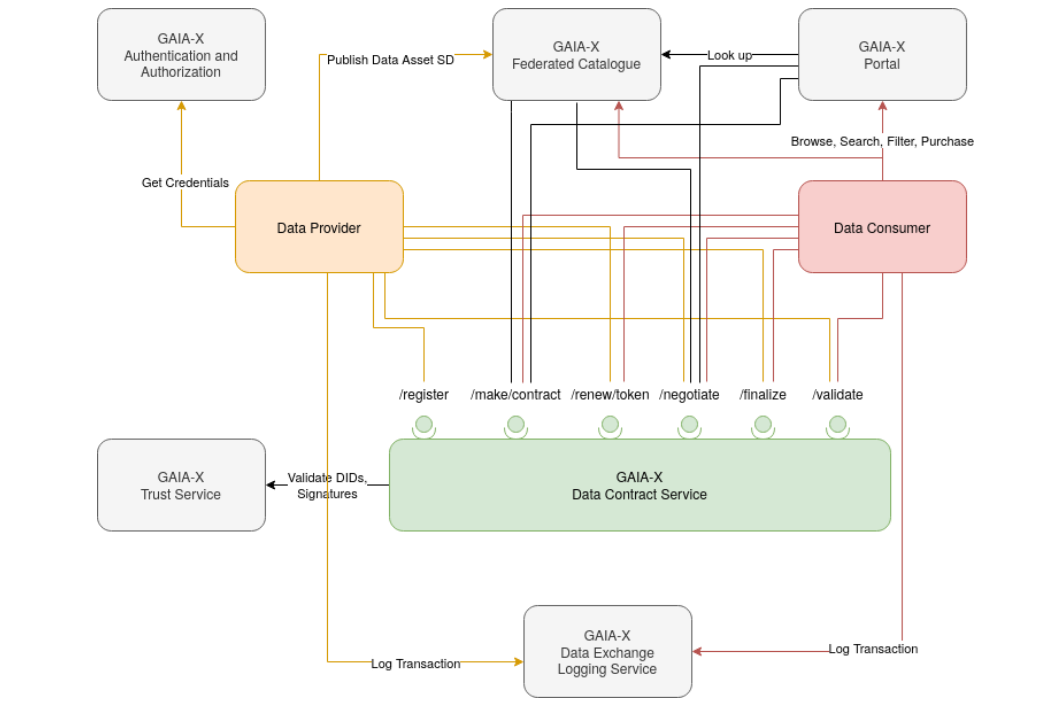 GAIA-X
Authentication and
Authorization
GAIA-X
Federated Catalogue
GAIA-X
Portal
Publish Data Asset SD
Look up
Browse, Search, Filter, Purchase
Get Credentials
Data Provider
Data Consumer
/register
/make/contract
/renew/token
/negotiate
/finalize
/validate
GAIA-X
Trust Service
Validate DIDs,
Signatures
GAIA-X
Data Contract Service
GAIA-X
Data Exchange
Logging Service
Log Transaction
Log Transaction